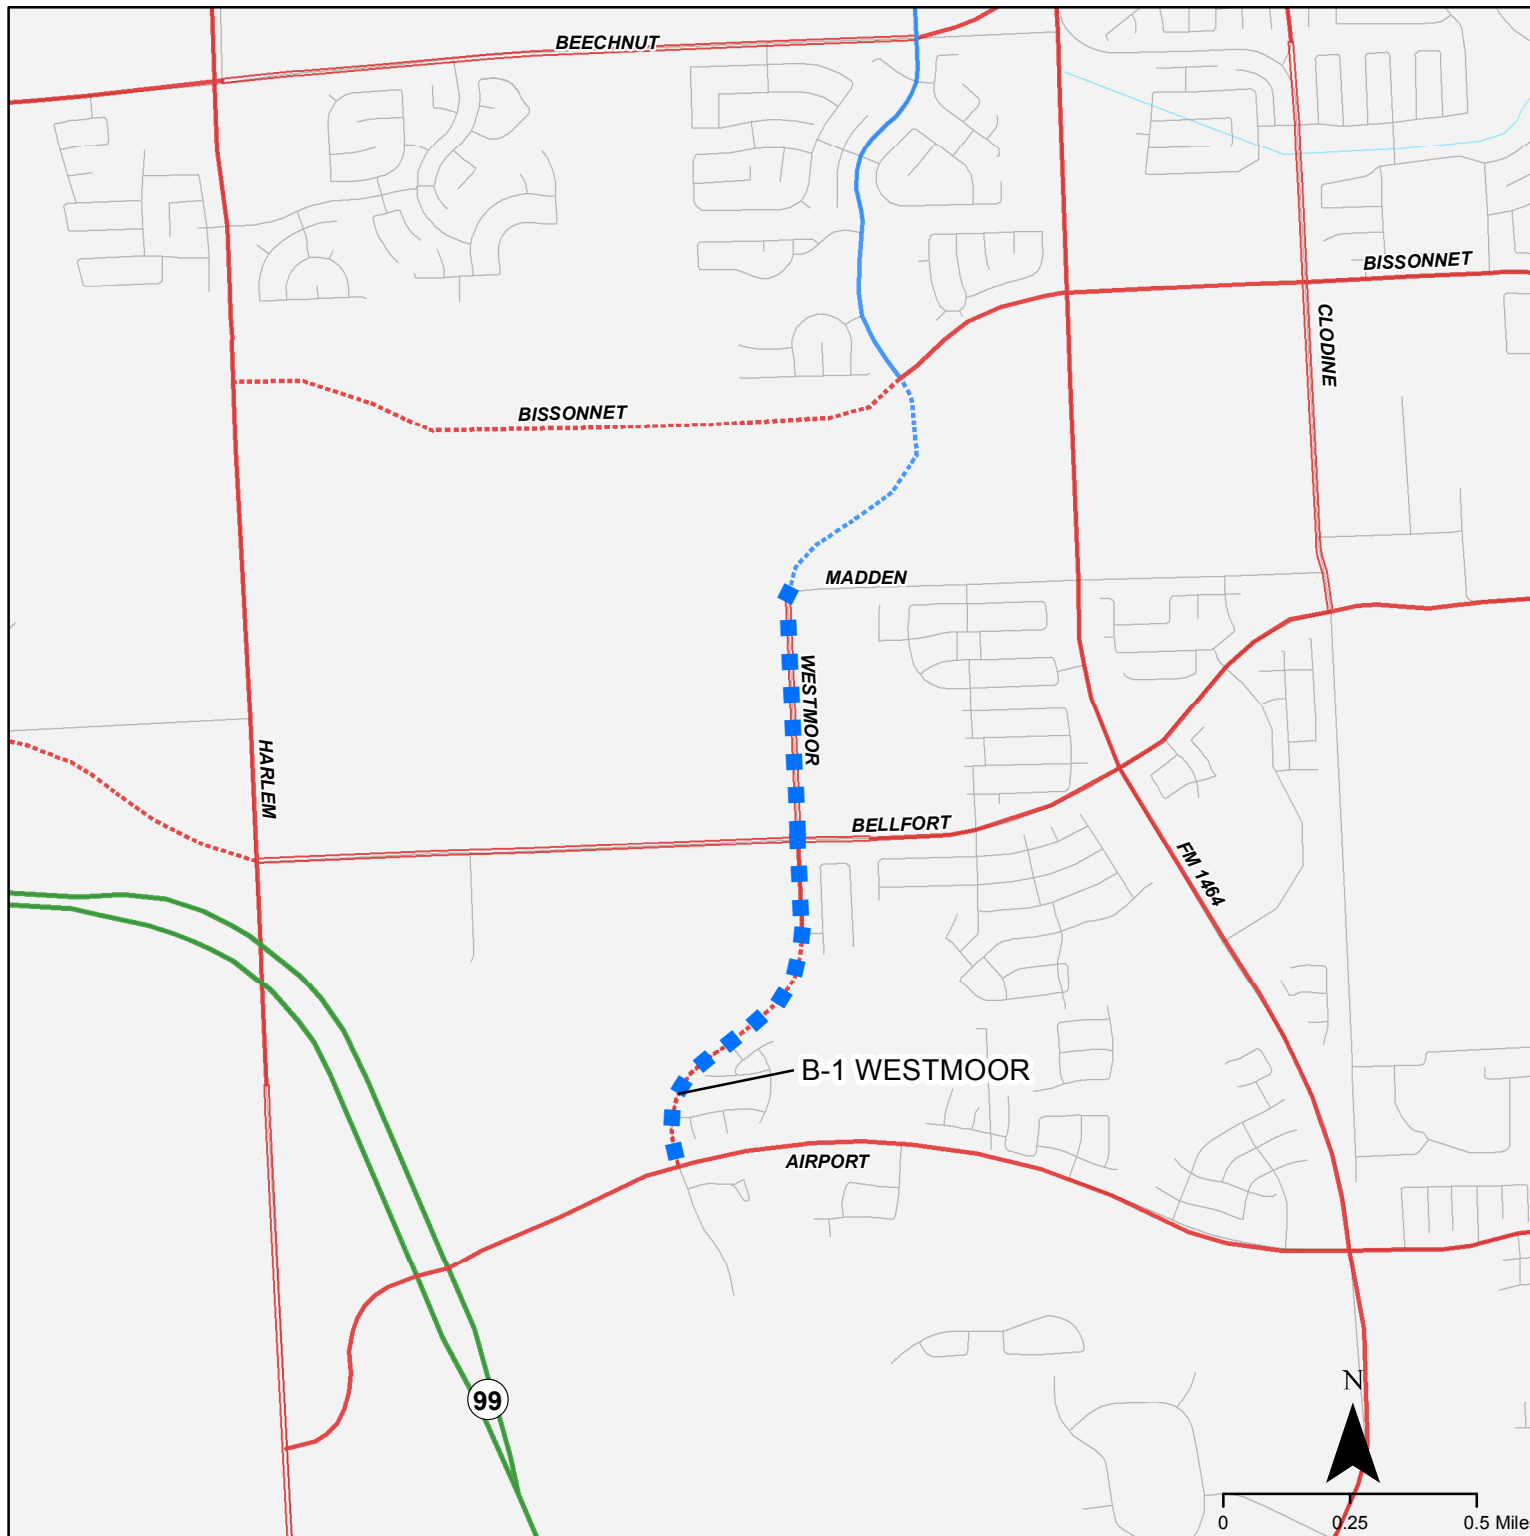 BEECHNUT
BISSONNET
CLODINE
BISSONNET
MADDEN
WESTMOOR
HARLEM
BELLFORT
FM 1464
B-1 WESTMOOR
AIRPORT
99
N
0 0.25 0.5 Mile